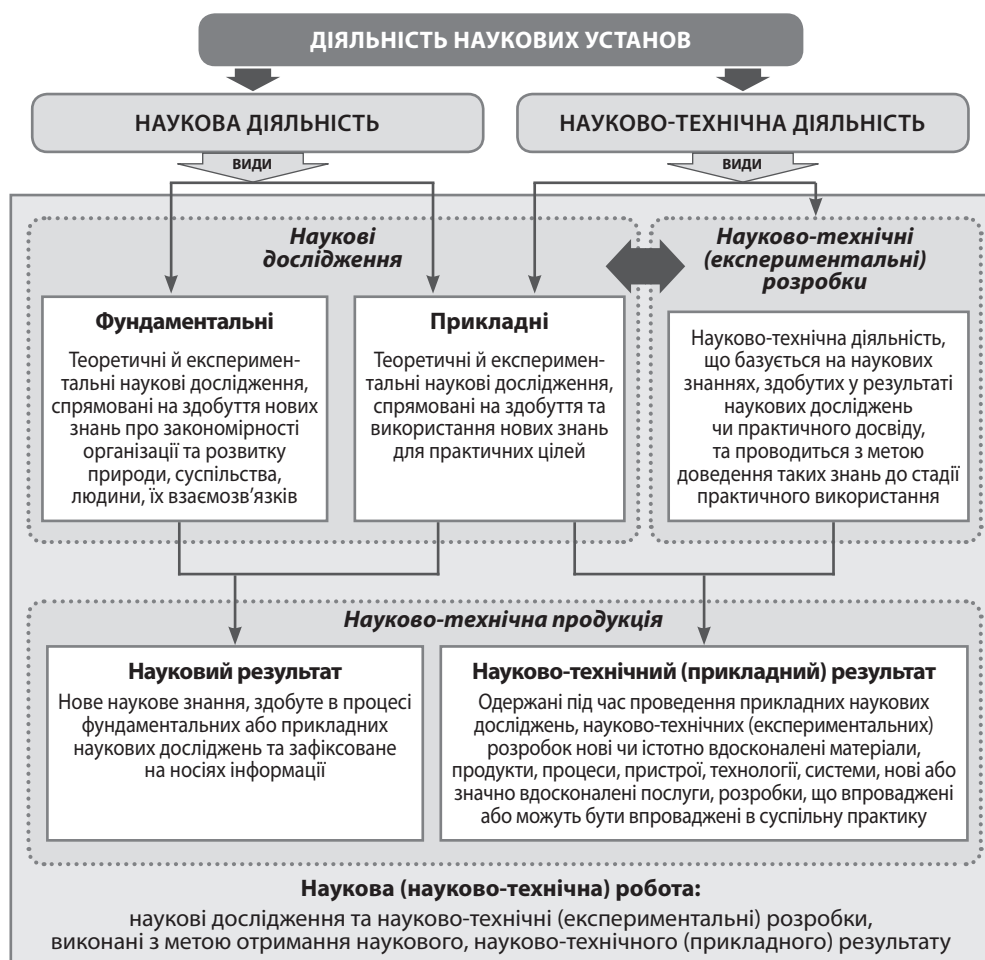 ДІЯЛЬНІСТЬ НАУКОВИХ УСТАНОВ
НАУКОВА ДІЯЛЬНІСТЬ
НАУКОВО-ТЕХНІЧНА ДІЯЛЬНІСТЬ
ВИДИ
ВИДИ
Наукові
дослідження
Науково-технічні
(експериментальні)
розробки
Фундаментальні
Теоретичні й експеримен-
тальні наукові дослідження,
спрямовані на здобуття нових
знань про закономірності
організації та розвитку
природи, суспільства,
людини, їх взаємозв'язків
Прикладні
Теоретичні й експеримен-
тальні наукові дослідження,
спрямовані на здобуття та
використання нових знань
для практичних цілей
Науково-технічна діяльність,
що базується на наукових
знаннях, здобутих у результаті
наукових досліджень
чи практичного досвіду,
та проводиться з метою
доведення таких знань до стадії
практичного використання
Науково-технічна продукція
Науковий результат
Нове наукове знання, здобуте в процесі
фундаментальних або прикладних
наукових досліджень та зафіксоване
на носіях інформації
Науково-технічний (прикладний) результат
Одержані під час проведення прикладних наукових
досліджень, науково-технічних (експериментальних)
розробок нові чи істотно вдосконалені матеріали,
продукти, процеси, пристрої, технології, системи, нові або
значно вдосконалені послуги, розробки, що впроваджені
або можуть бути впроваджені в суспільну практику
Наукова (науково-технічна) робота:
наукові дослідження та науково-технічні (експериментальні) розробки,
виконані з метою отримання наукового, науково-технічного (прикладного) результату